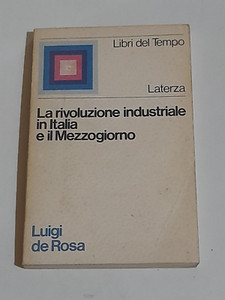 Libri del Tempo
Laterza
La rivoluzione industriale
in Italia
e il Mezzogiorno
Luigi
de Rosa